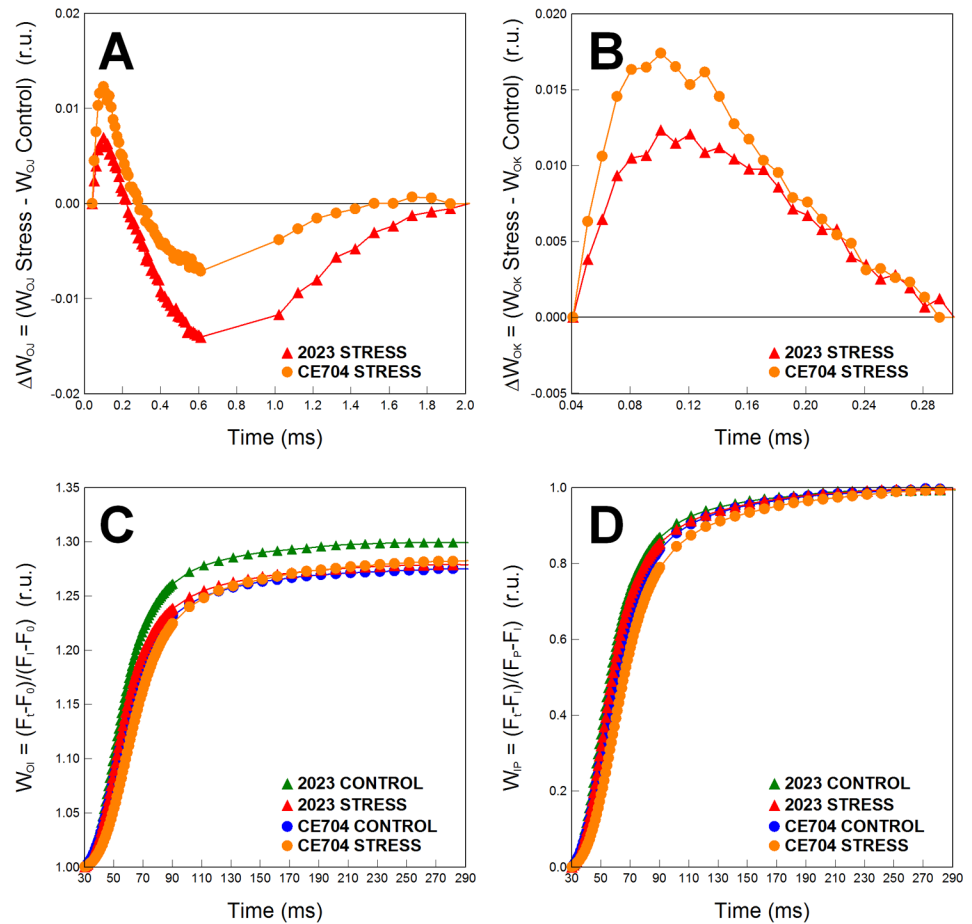 A
ΔW_OJ = (W_OJ Stress - W_OJ Control) (r.u.)
0.02
0.01
0.00
-0.01
-0.02
2023 STRESS
CE704 STRESS
0.0 0.2 0.4 0.6 0.8 1.0 1.2 1.4 1.6 1.8 2.0
Time (ms)
B
ΔW_OK = (W_OK Stress - W_OK Control) (r.u.)
0.020
0.015
0.010
0.005
0.000
-0.005
2023 STRESS
CE704 STRESS
0.04 0.08 0.12 0.16 0.20 0.24 0.28
Time (ms)
C
W_OI = (F_t-F_0)/(F_I-F_0) (r.u.)
1.35
1.30
1.25
1.20
1.15
1.10
1.05
1.00
2023 CONTROL
2023 STRESS
CE704 CONTROL
CE704 STRESS
30 50 70 90 110 130 150 170 190 210 230 250 270 290
Time (ms)
D
W_IP = (F_t-F_I)/(F_P-F_I) (r.u.)
1.0
0.8
0.6
0.4
0.2
0.0
2023 CONTROL
2023 STRESS
CE704 CONTROL
CE704 STRESS
30 50 70 90 110 130 150 170 190 210 230 250 270 290
Time (ms)